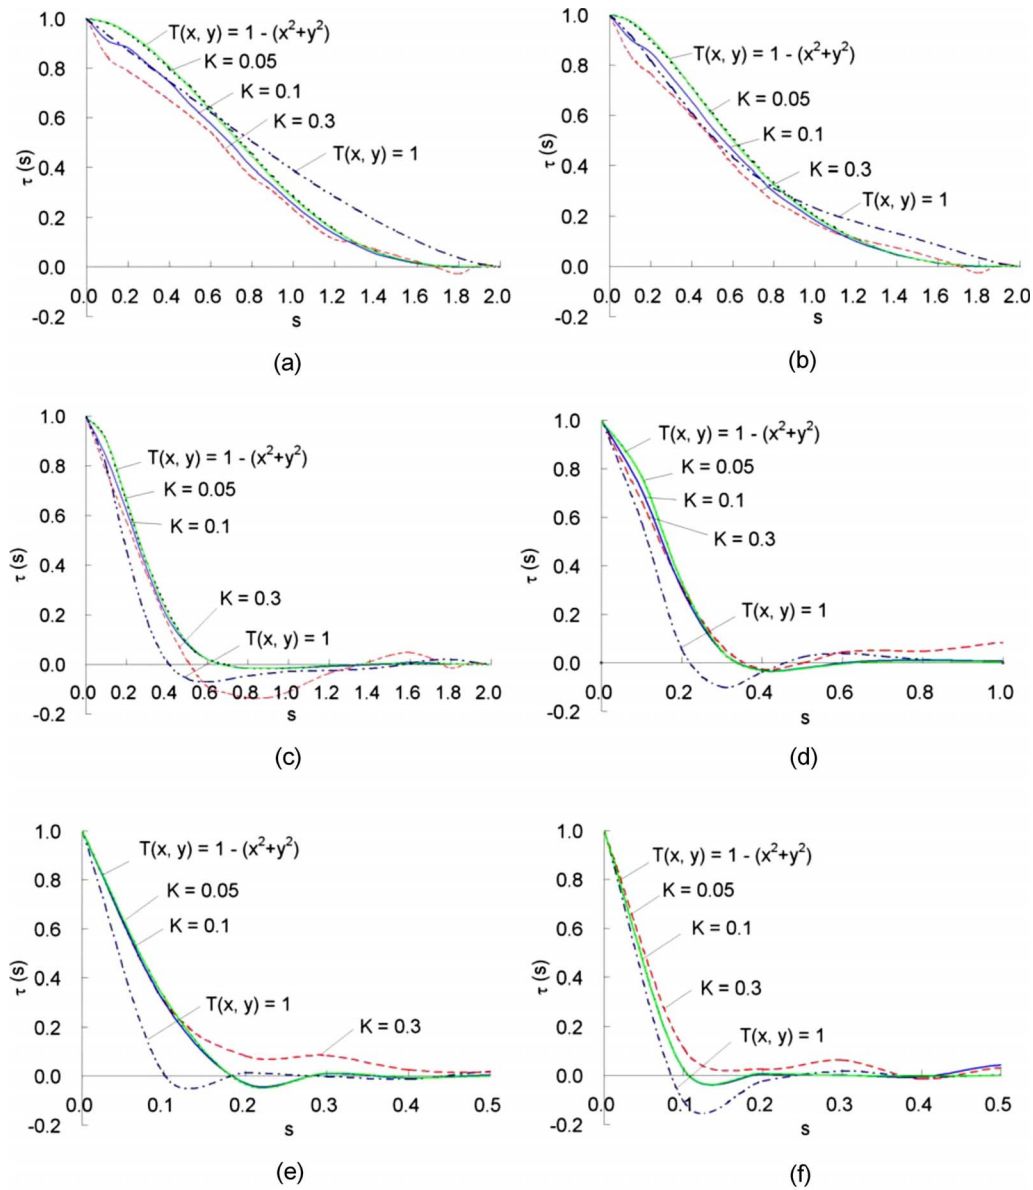 1.0
0.8
0.6
0.4
0.2
0.0
-0.2
τ (s)
T(x, y) = 1 - (x²+y²)
K = 0.05
K = 0.1
K = 0.3
T(x, y) = 1
0.0 0.2 0.4 0.6 0.8 1.0 1.2 1.4 1.6 1.8 2.0
s
(a)
1.0
0.8
0.6
0.4
0.2
0.0
-0.2
τ (s)
T(x, y) = 1 - (x²+y²)
K = 0.05
K = 0.1
K = 0.3
T(x, y) = 1
0.0 0.2 0.4 0.6 0.8 1.0 1.2 1.4 1.6 1.8 2.0
s
(b)
1.0
0.8
0.6
0.4
0.2
0.0
-0.2
τ (s)
T(x, y) = 1 - (x²+y²)
K = 0.05
K = 0.1
K = 0.3
T(x, y) = 1
0.0 0.2 0.4 0.6 0.8 1.0 1.2 1.4 1.6 1.8 2.0
s
(c)
1.0
0.8
0.6
0.4
0.2
0.0
-0.2
τ (s)
T(x, y) = 1 - (x²+y²)
K = 0.05
K = 0.1
K = 0.3
T(x, y) = 1
0.0 0.2 0.4 0.6 0.8 1.0
s
(d)
1.0
0.8
0.6
0.4
0.2
0.0
-0.2
τ (s)
T(x, y) = 1 - (x²+y²)
K = 0.05
K = 0.1
T(x, y) = 1
K = 0.3
0.0 0.1 0.2 0.3 0.4 0.5
s
(e)
1.0
0.8
0.6
0.4
0.2
0.0
-0.2
τ (s)
T(x, y) = 1 - (x²+y²)
K = 0.05
K = 0.1
K = 0.3
T(x, y) = 1
0.0 0.1 0.2 0.3 0.4 0.5
s
(f)